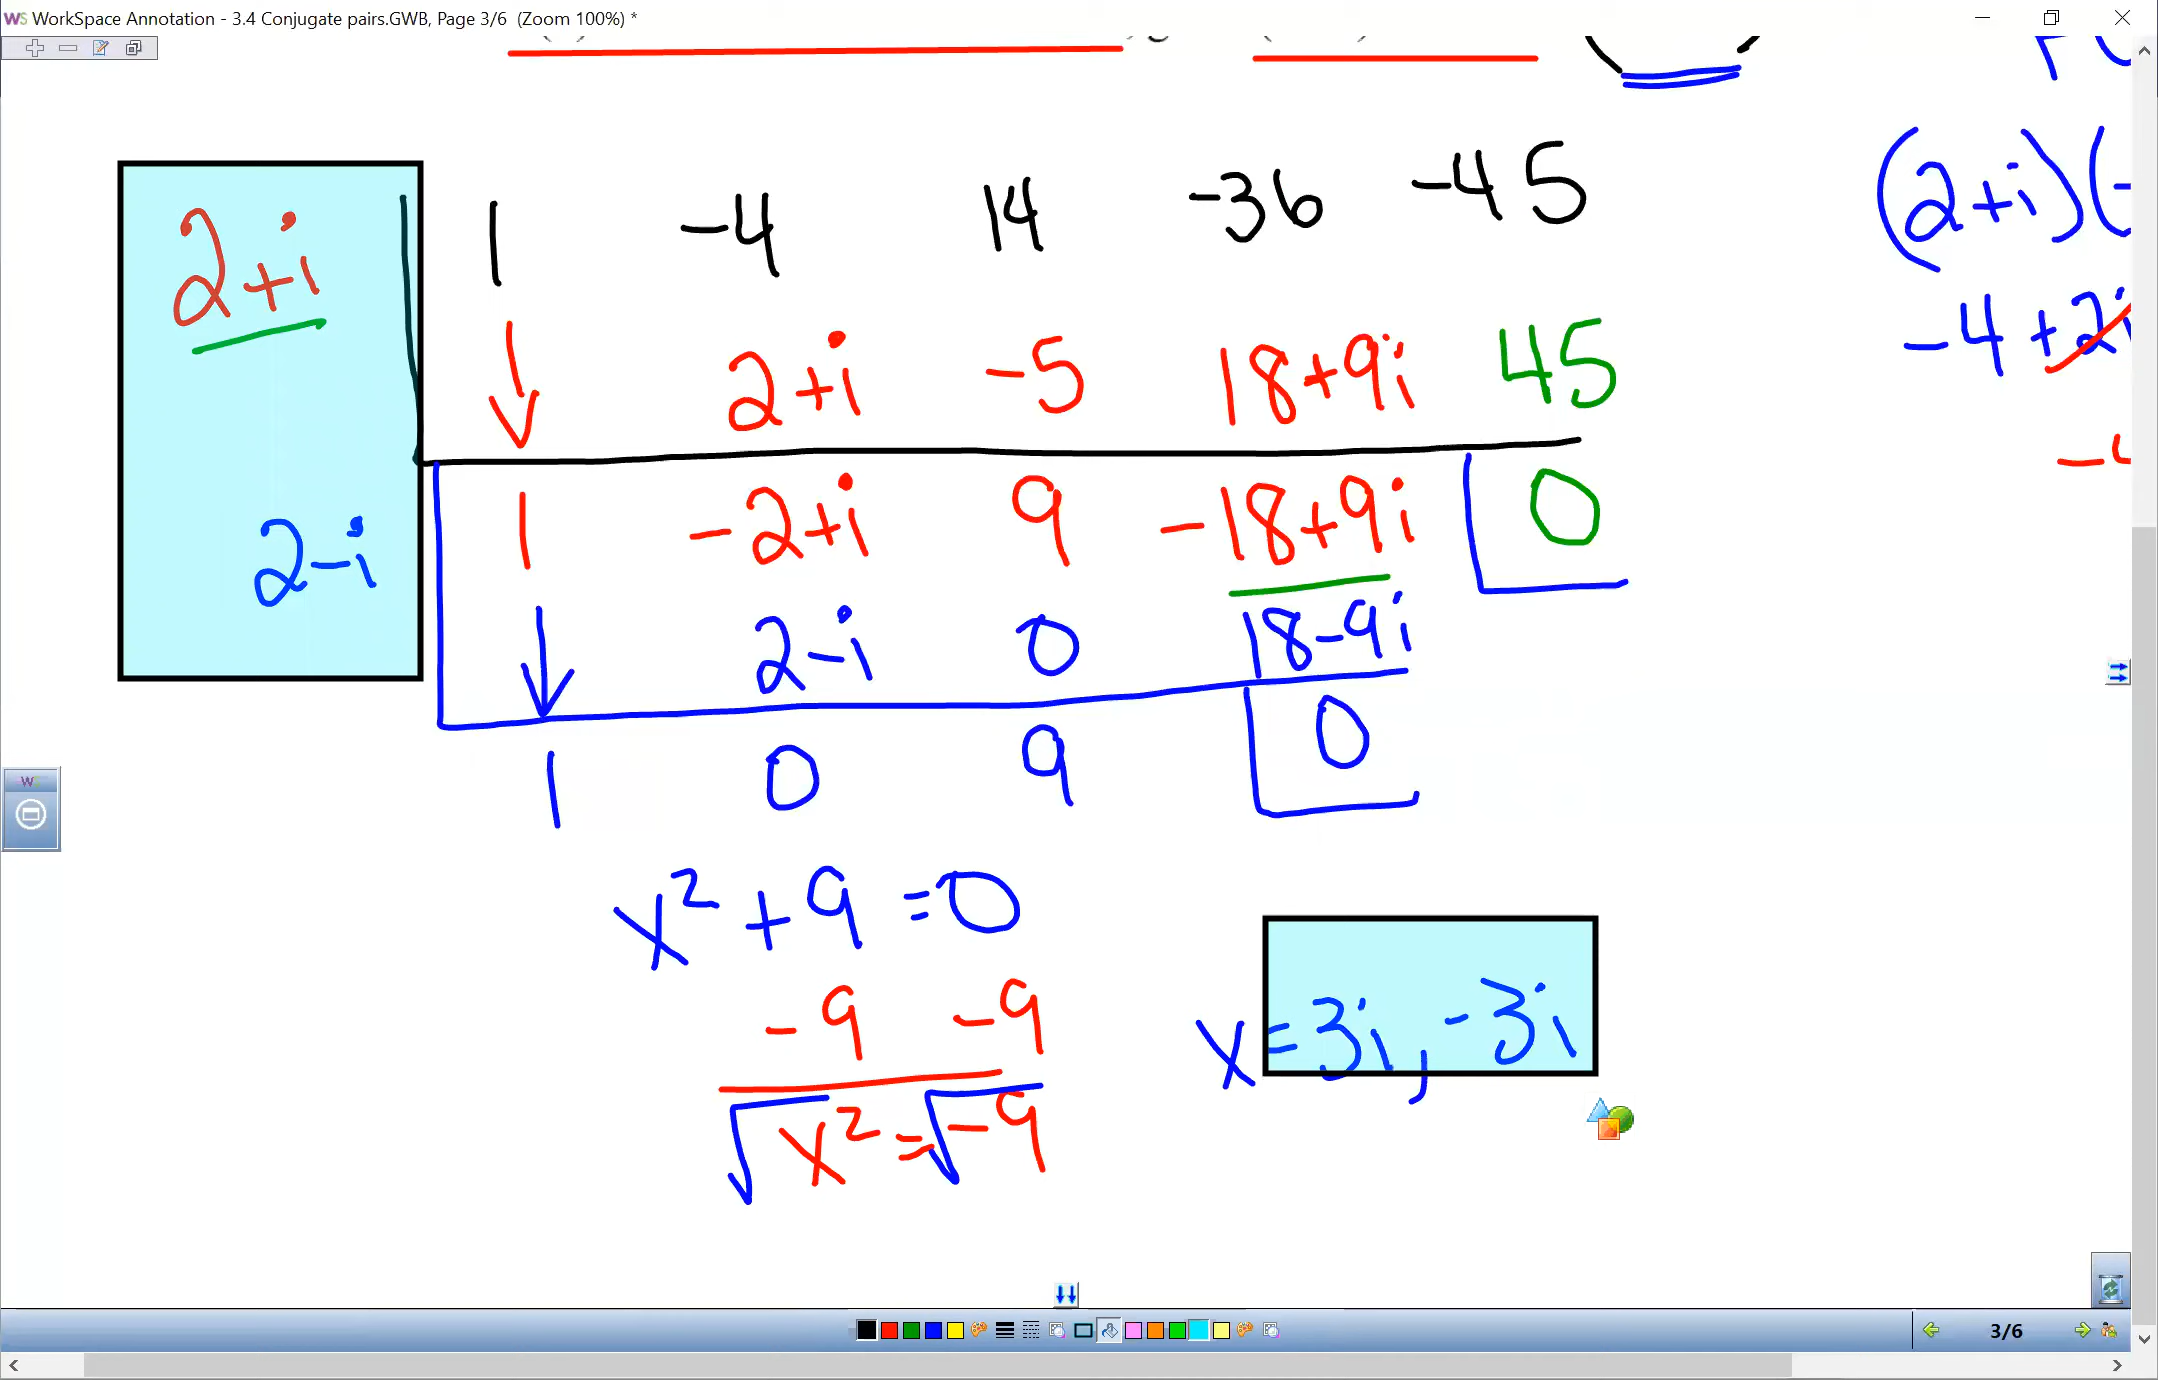 WS WorkSpace Annotation - 3.4 Conjugate pairs.GWB, Page 3/6 (Zoom 100%) *
2+i 1 -4 14 -36 -45
(2+i)(-
2+i -5 18+9i 45
-4+2i
-4
1 -2+i 9 -18+9i 0
2-i 2-i 0 18-9i
1 0 9 0
x² + 9 = 0
-9 -9
x = 3i, -3i
√x² = √-9
3/6